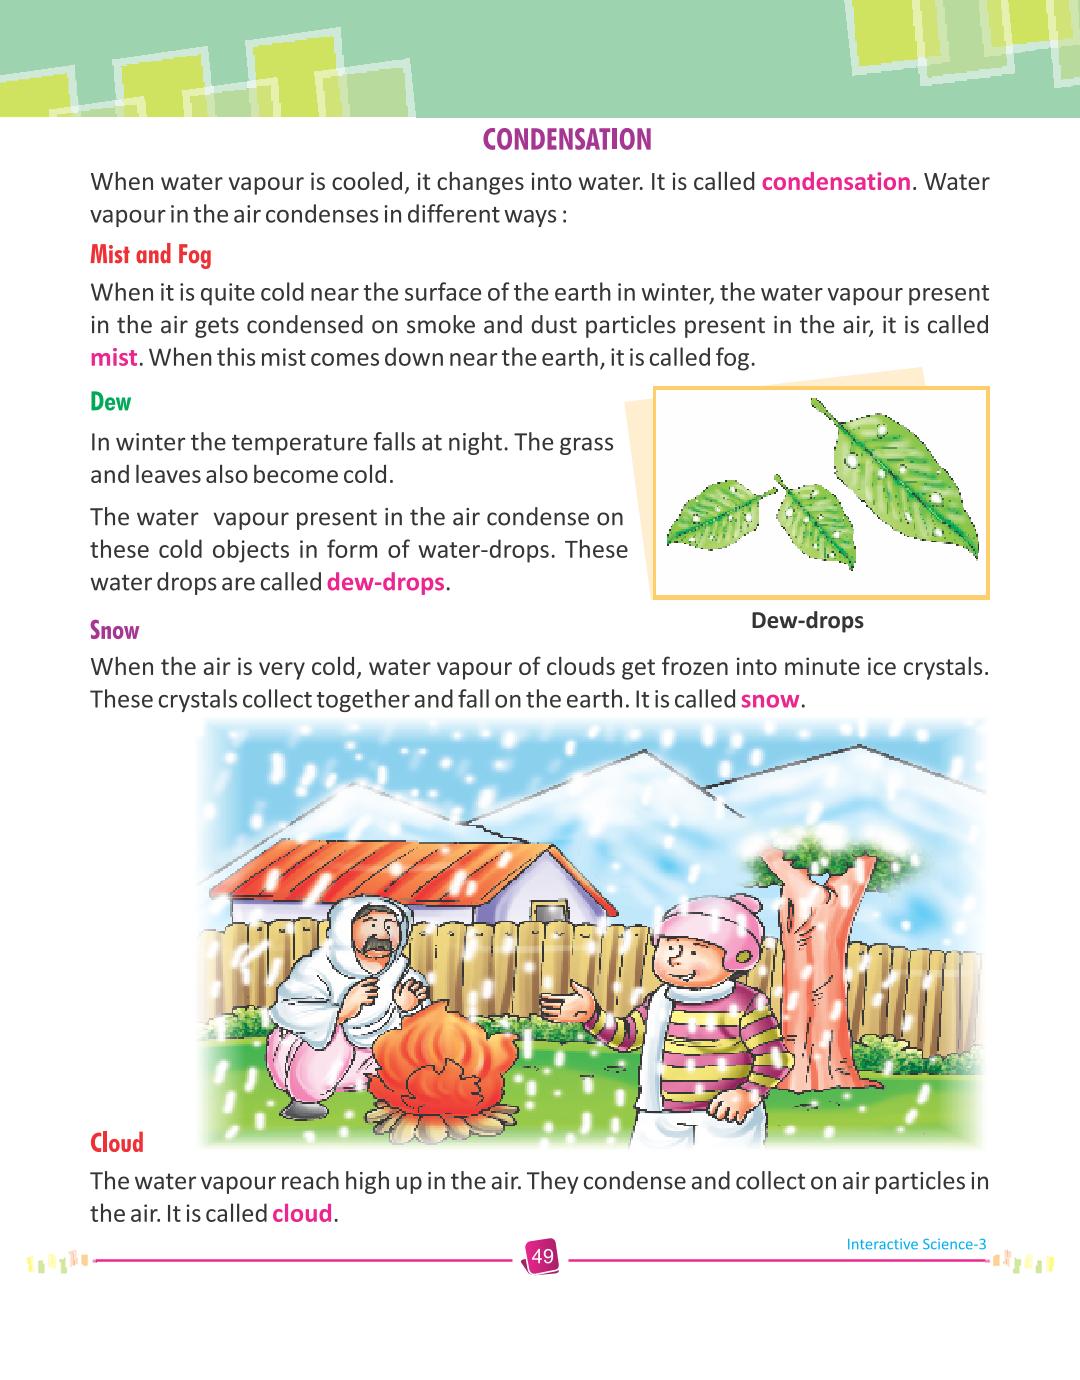 CONDENSATION
When water vapour is cooled, it changes into water. It is called condensation. Water
vapour in the air condenses in different ways :
Mist and Fog
When it is quite cold near the surface of the earth in winter, the water vapour present
in the air gets condensed on smoke and dust particles present in the air, it is called
mist. When this mist comes down near the earth, it is called fog.
Dew
In winter the temperature falls at night. The grass
and leaves also become cold.
The water vapour present in the air condense on
these cold objects in form of water-drops. These
water drops are called dew-drops.
Dew-drops
Snow
When the air is very cold, water vapour of clouds get frozen into minute ice crystals.
These crystals collect together and fall on the earth. It is called snow.
Cloud
The water vapour reach high up in the air. They condense and collect on air particles in
the air. It is called cloud.
Interactive Science-3
49